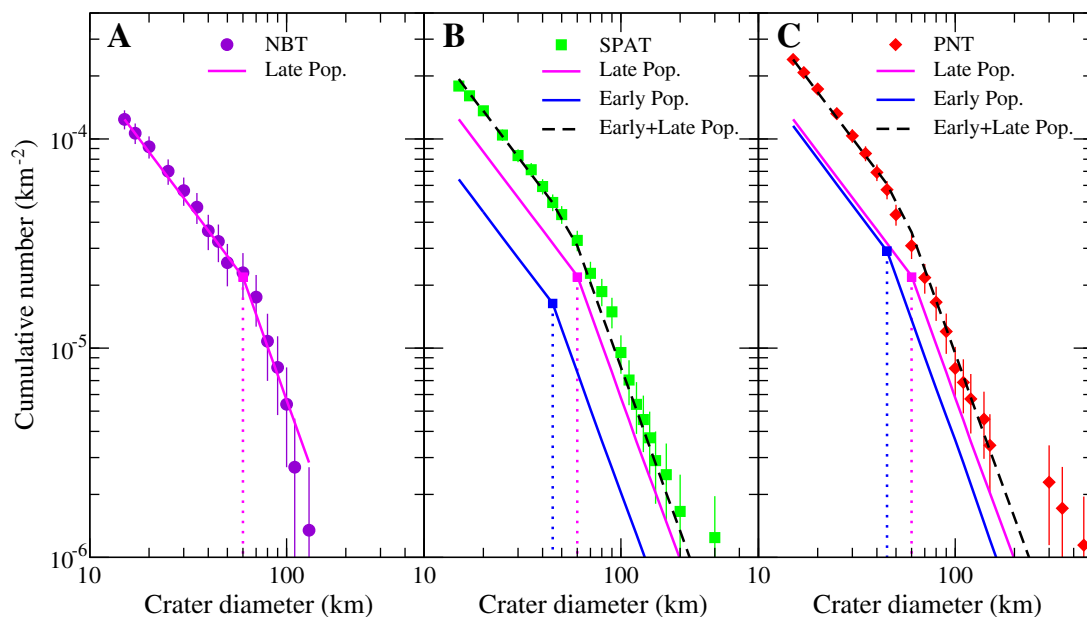 A
NBT
Late Pop.
B
SPAT
Late Pop.
Early Pop.
Early+Late Pop.
C
PNT
Late Pop.
Early Pop.
Early+Late Pop.
Cumulative number (km-2)
10-4
10-5
10-6
10 100
10 100
10 100
Crater diameter (km)
Crater diameter (km)
Crater diameter (km)